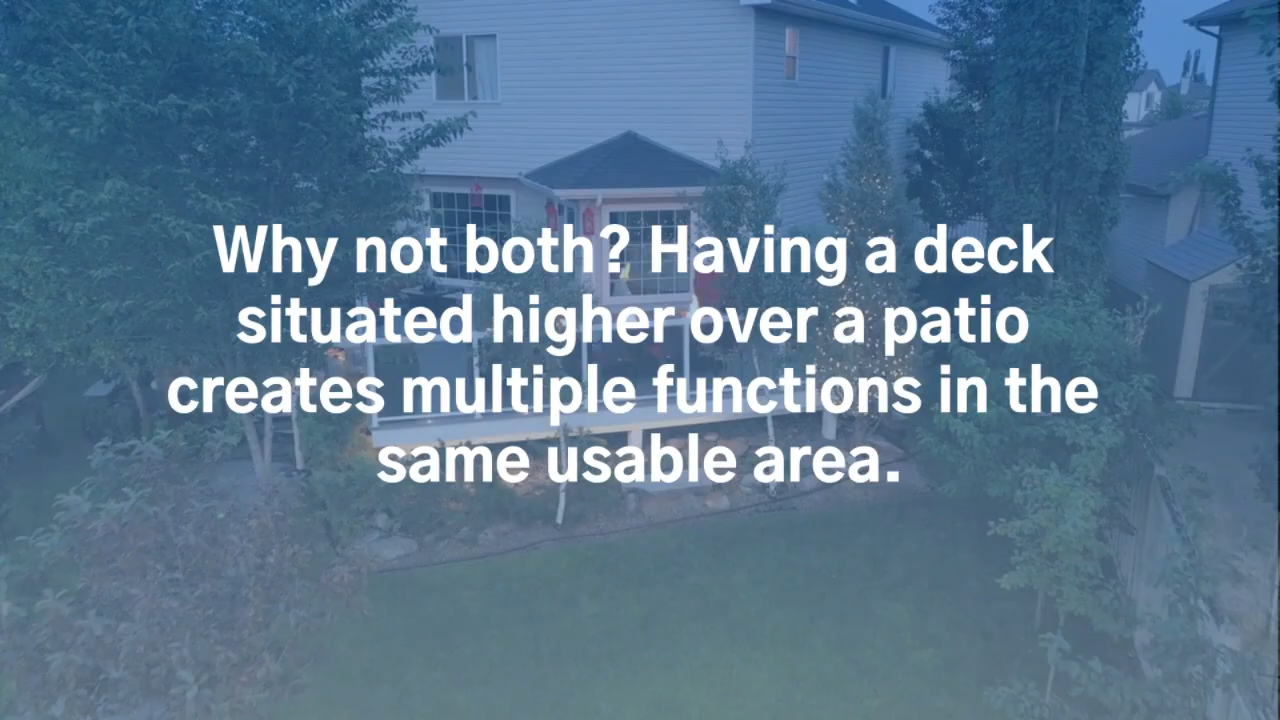 Why not both? Having a deck
situated higher over a patio
creates multiple functions in the
same usable area.